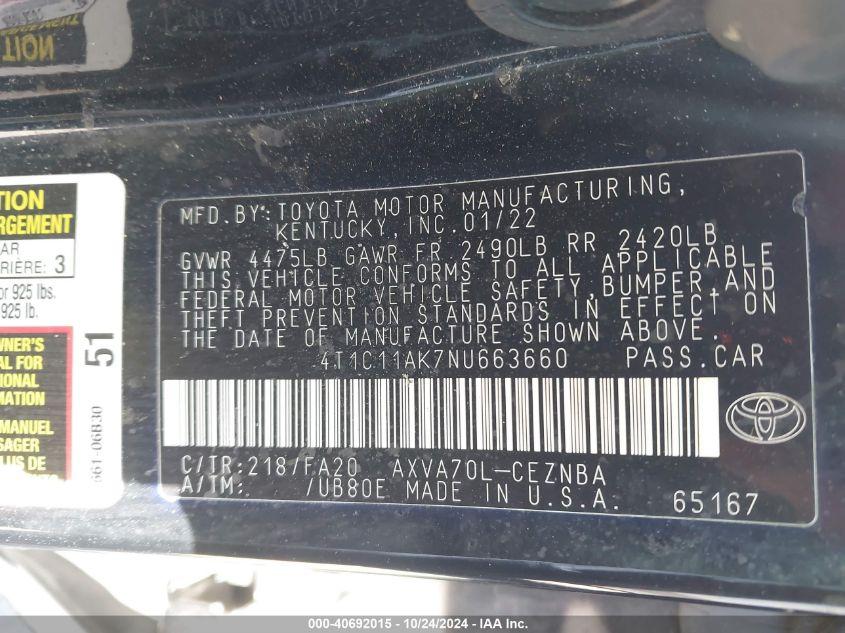 TION
TION
RGEMENT
AR
RIÈRE: 3
or 925 lbs.
925 lb.
WNER'S
AL FOR
TIONAL
MATION
MANUEL
SAGER
LUS DE
51
661-06B30
MFD. BY: TOYOTA MOTOR MANUFACTURING,
KENTUCKY, INC. 01/22
GVWR 4475LB GAWR FR 2490LB RR 2420LB
THIS VEHICLE CONFORMS TO ALL APPLICABLE
FEDERAL MOTOR VEHICLE SAFETY, BUMPER, AND
THEFT PREVENTION STANDARDS IN EFFECT ON
THE DATE OF MANUFACTURE SHOWN ABOVE.
4T1C11AK7NU663660 PASS.CAR
C/TR:218/FA20 AXVA70L-CEZNBA
A/TM: /UB80E MADE IN U.S.A. 65167
000-40692015 - 10/24/2024 - IAA Inc.